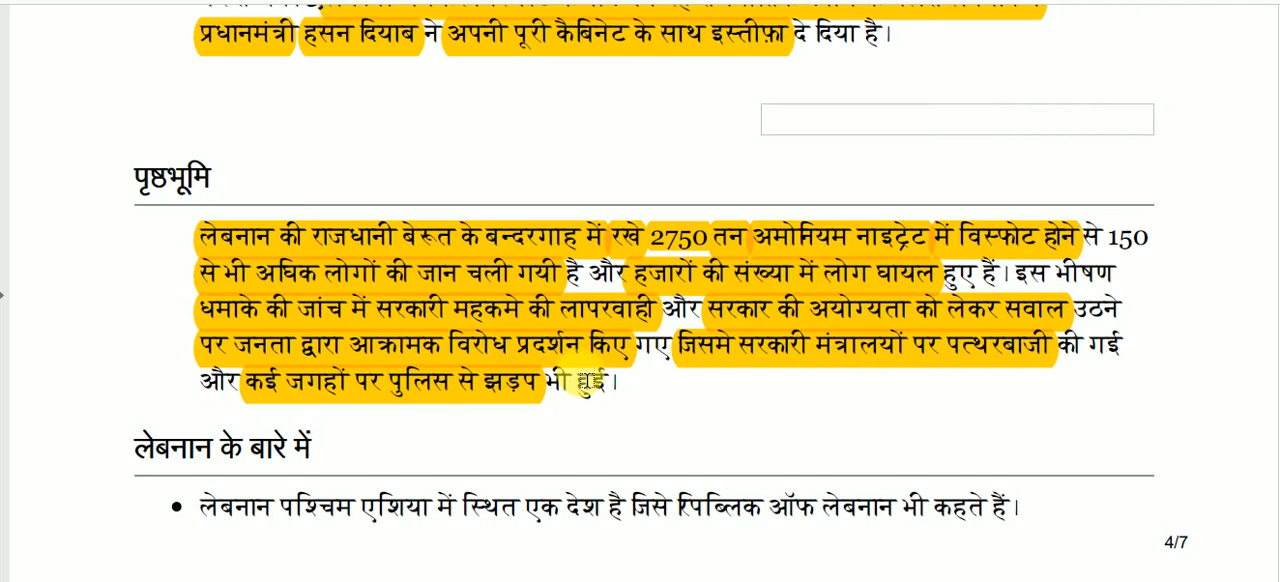 प्रधानमंत्री हसन दियाब ने अपनी पूरी कैबिनेट के साथ इस्तीफ़ा दे दिया है।
पृष्ठभूमि
लेबनान की राजधानी बेरूत के बन्दरगाह में रखे 2750 तन अमोनियम नाइट्रेट में विस्फोट होने से 150
से भी अधिक लोगों की जान चली गयी है और हजारों की संख्या में लोग घायल हुए हैं। इस भीषण
धमाके की जांच में सरकारी महकमे की लापरवाही और सरकार की अयोग्यता को लेकर सवाल उठने
पर जनता द्वारा आक्रामक विरोध प्रदर्शन किए गए जिसमे सरकारी मंत्रालयों पर पत्थरबाजी की गई
और कई जगहों पर पुलिस से झड़प भी हुई।
लेबनान के बारे में
• लेबनान पश्चिम एशिया में स्थित एक देश है जिसे रिपब्लिक ऑफ लेबनान भी कहते हैं।
4/7